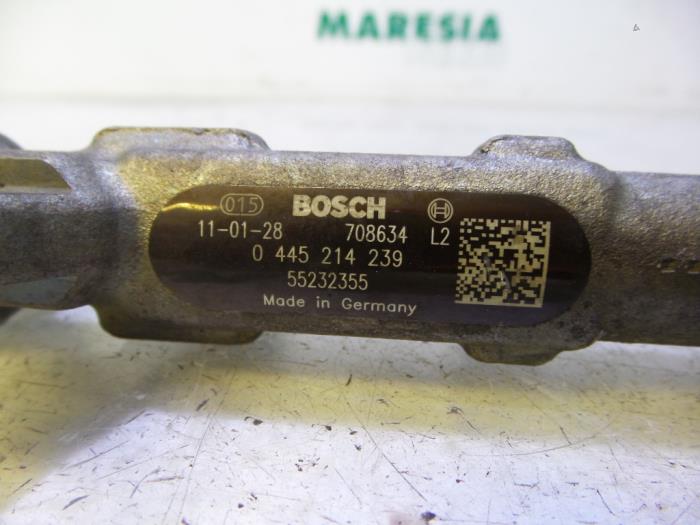 MARESIA
015 BOSCH
11-01-28 708634 L2
0 445 214 239
55232355
Made in Germany